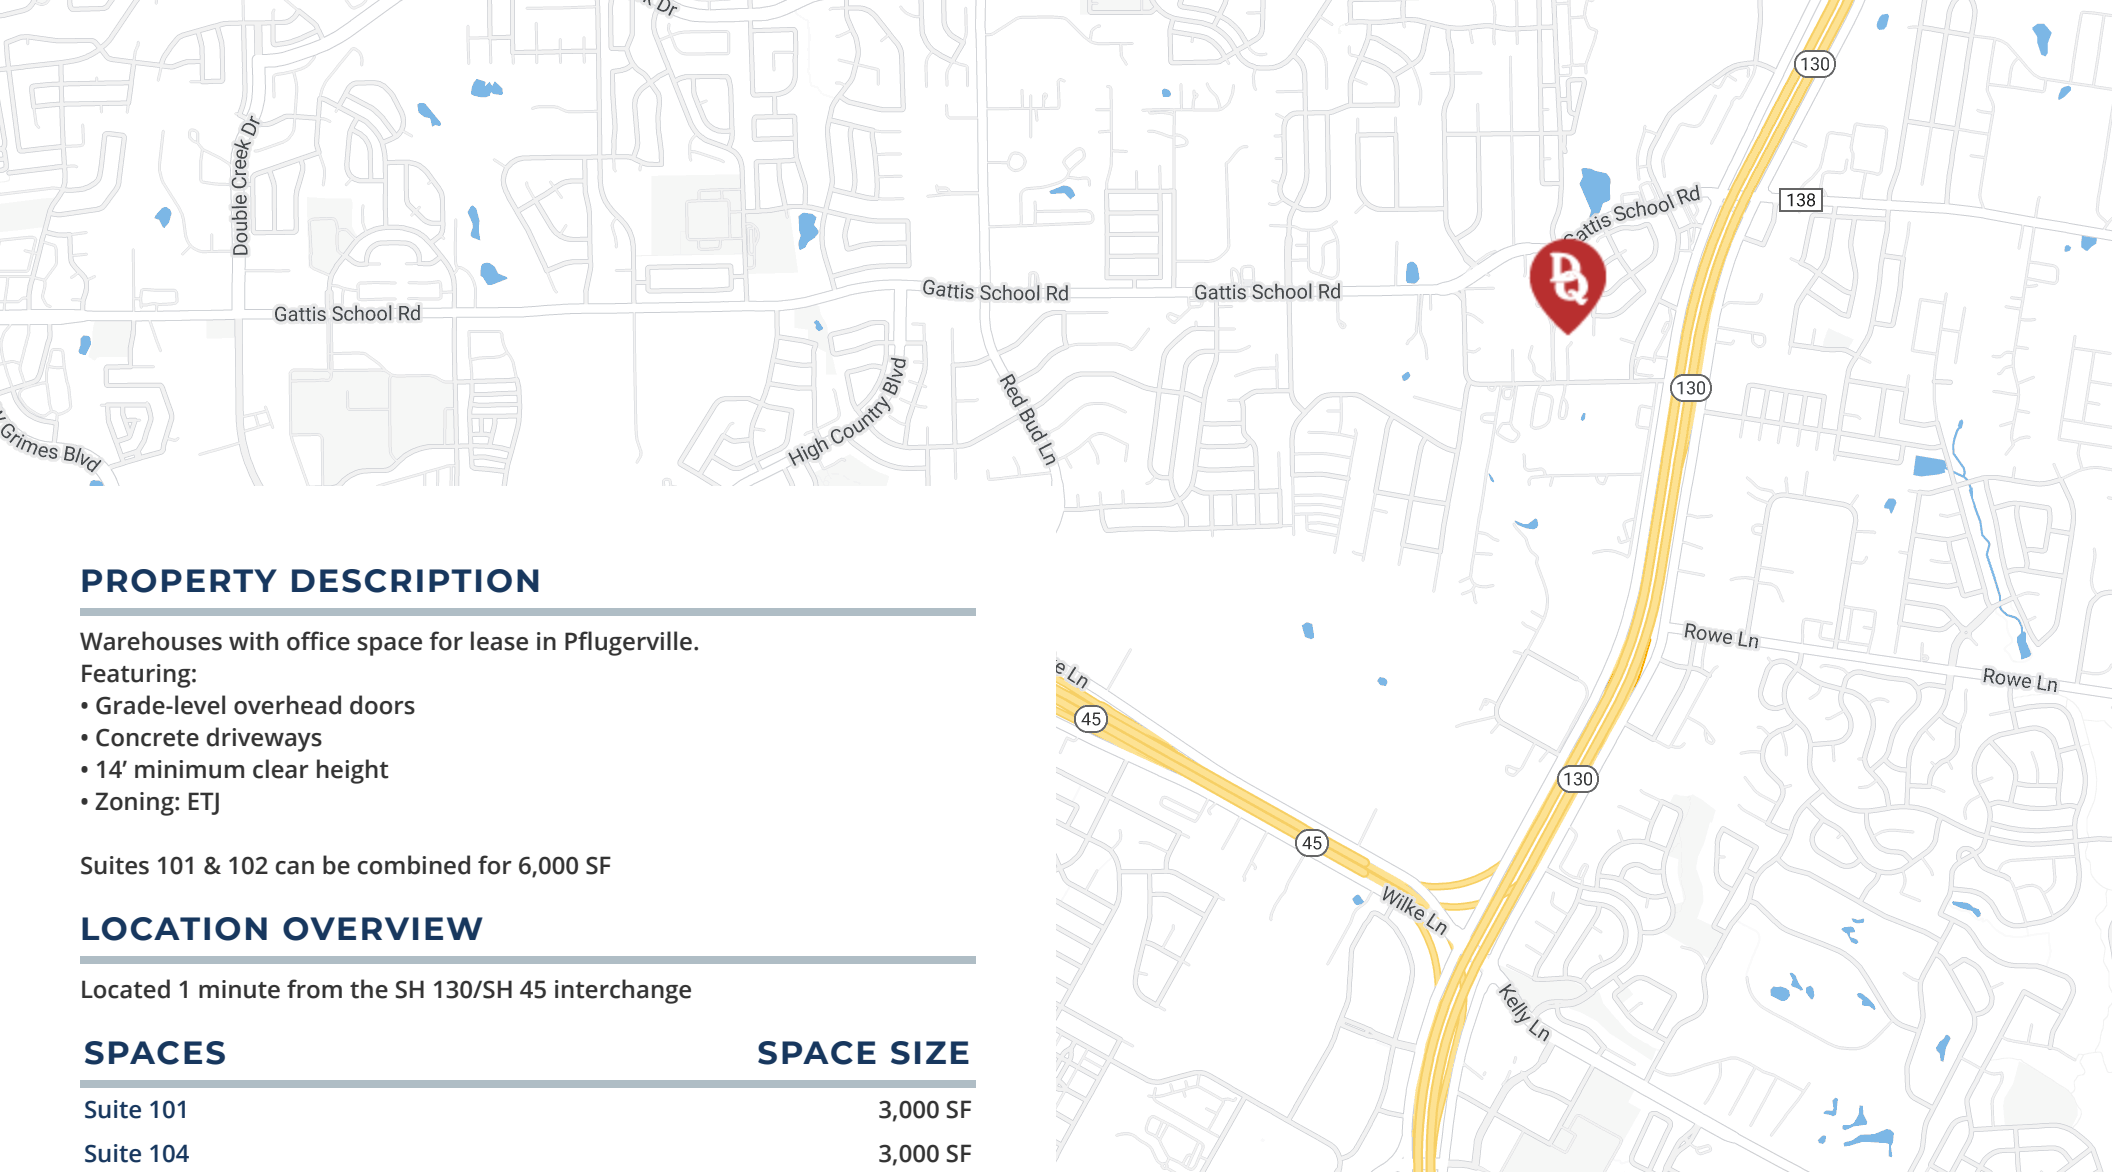 k Dr
130
Double Creek Dr
138
Gattis School Rd
DQ
Gattis School Rd
Gattis School Rd
Gattis School Rd
130
High Country Blvd
Red Bud Ln
Grimes Blvd
PROPERTY DESCRIPTION
Warehouses with office space for lease in Pflugerville.
Featuring:
• Grade-level overhead doors
• Concrete driveways
• 14’ minimum clear height
• Zoning: ETJ
Suites 101 & 102 can be combined for 6,000 SF
LOCATION OVERVIEW
Located 1 minute from the SH 130/SH 45 interchange
SPACES SPACE SIZE
Suite 101 3,000 SF
Suite 104 3,000 SF
Rowe Ln
Rowe Ln
e Ln
45
130
45
Wilke Ln
Kelly Ln